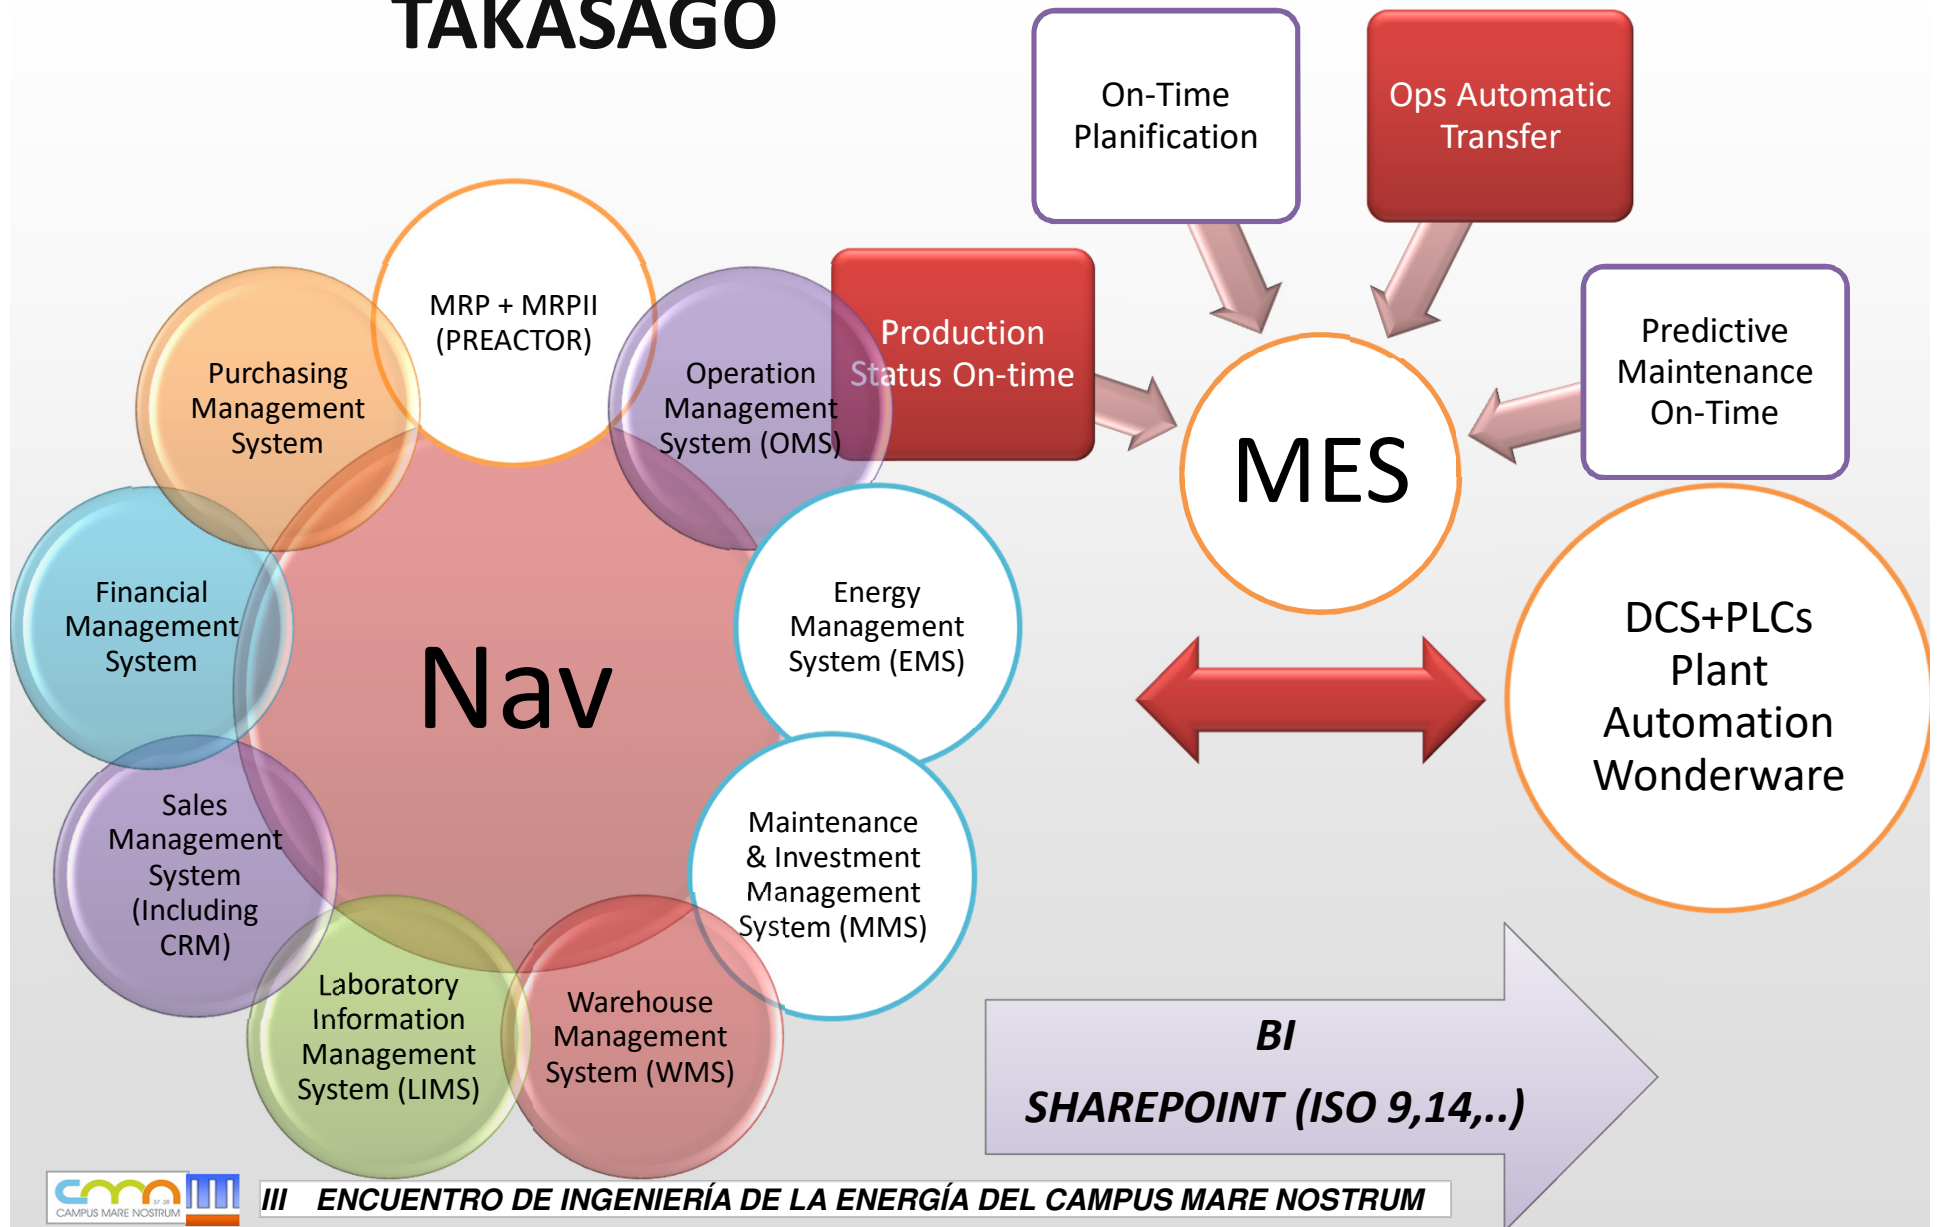 TAKASAGO
On-Time
Planification
Ops Automatic
Transfer
MRP + MRPII
(PREACTOR)
Purchasing
Management
System
Operation
Management
System (OMS)
Production
Status On-time
Predictive
Maintenance
On-Time
MES
Financial
Management
System
Nav
Energy
Management
System (EMS)
DCS+PLCs
Plant
Automation
Wonderware
Sales
Management
System
(Including
CRM)
Maintenance
& Investment
Management
System (MMS)
Laboratory
Information
Management
System (LIMS)
Warehouse
Management
System (WMS)
BI
SHAREPOINT (ISO 9,14,..)
cmn
37 38
CAMPUS MARE NOSTRUM
III ENCUENTRO DE INGENIERÍA DE LA ENERGÍA DEL CAMPUS MARE NOSTRUM